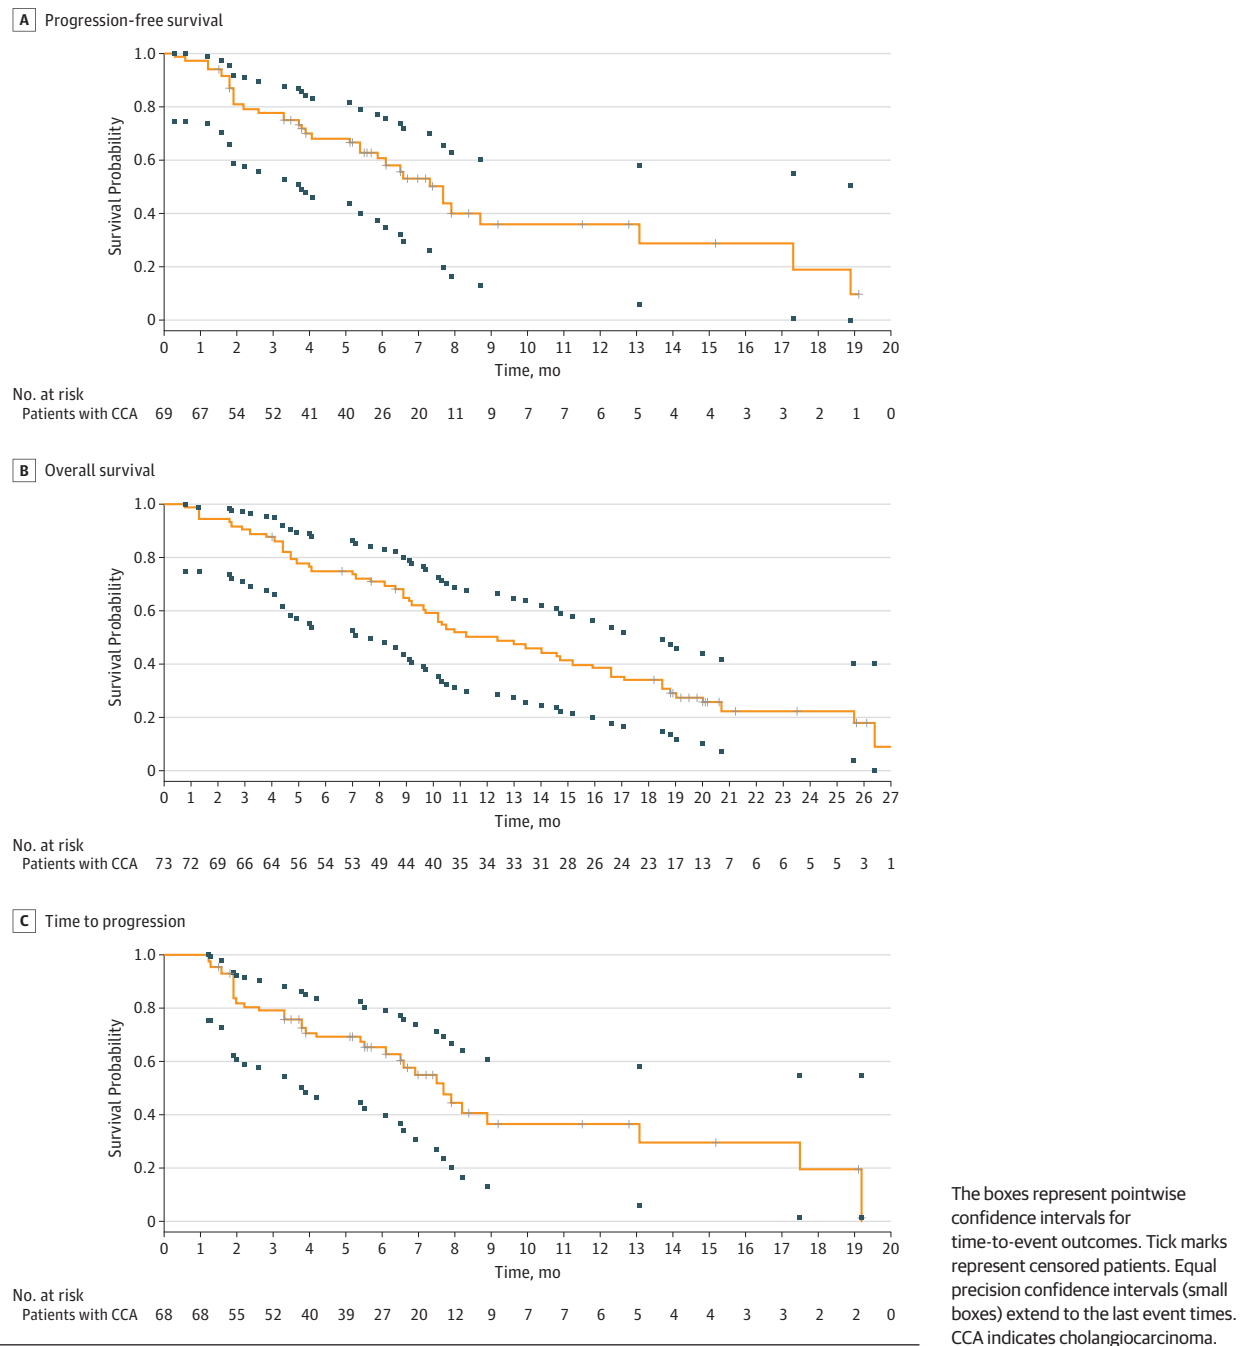 A Progression-free survival
1.0
0.8
0.6
0.4
0.2
0
Survival Probability
0 1 2 3 4 5 6 7 8 9 10 11 12 13 14 15 16 17 18 19 20
Time, mo
No. at risk
Patients with CCA 69 67 54 52 41 40 26 20 11 9 7 7 6 5 4 4 3 3 2 1 0
B Overall survival
1.0
0.8
0.6
0.4
0.2
0
Survival Probability
0 1 2 3 4 5 6 7 8 9 10 11 12 13 14 15 16 17 18 19 20 21 22 23 24 25 26 27
Time, mo
No. at risk
Patients with CCA 73 72 69 66 64 56 54 53 49 44 40 35 34 33 31 28 26 24 23 17 13 7 6 6 5 5 3 1
C Time to progression
1.0
0.8
0.6
0.4
0.2
0
Survival Probability
0 1 2 3 4 5 6 7 8 9 10 11 12 13 14 15 16 17 18 19 20
Time, mo
No. at risk
Patients with CCA 68 68 55 52 40 39 27 20 12 9 7 7 6 5 4 4 3 3 2 2 0
The boxes represent pointwise
confidence intervals for
time-to-event outcomes. Tick marks
represent censored patients. Equal
precision confidence intervals (small
boxes) extend to the last event times.
CCA indicates cholangiocarcinoma.